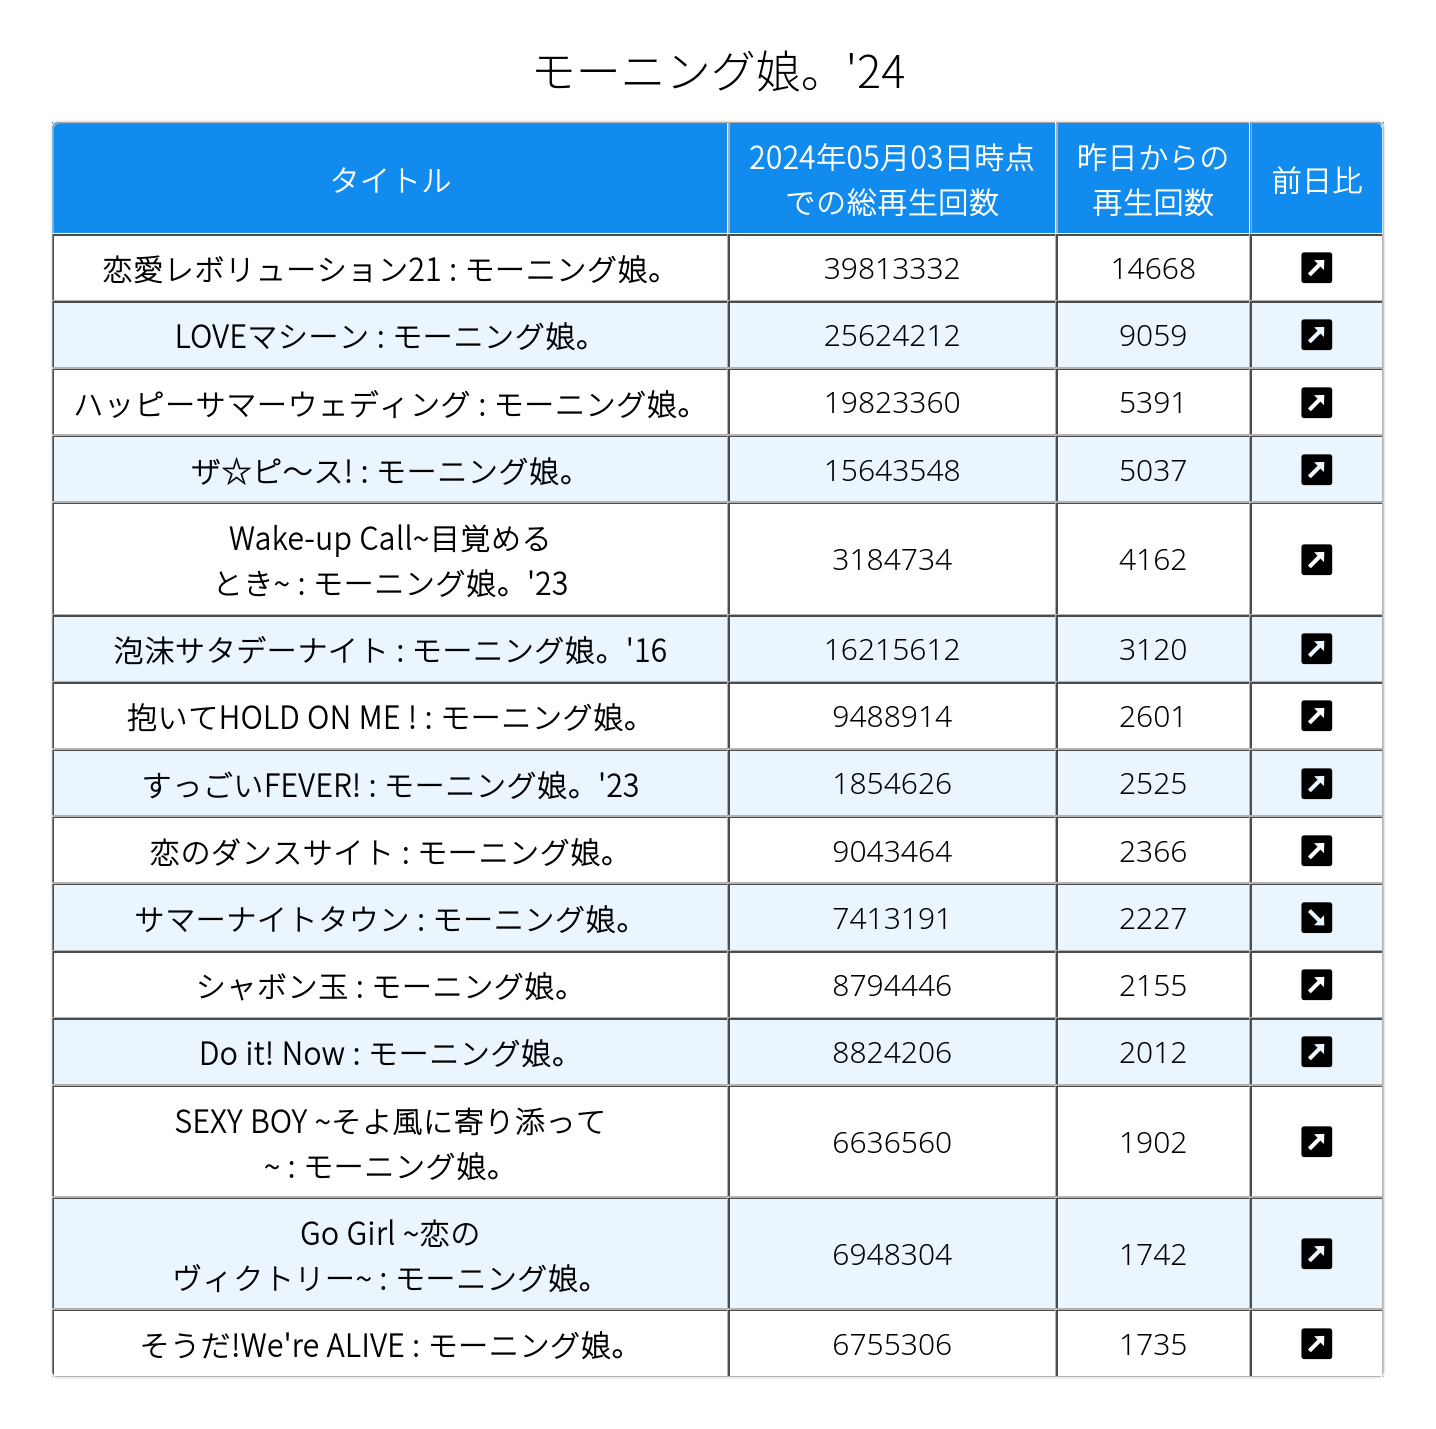 モーニング娘。'24
タイトル
2024年05月03日時点
での総再生回数
昨日からの
再生回数
前日比
恋愛レボリューション21 : モーニング娘。 39813332 14668
LOVEマシーン : モーニング娘。 25624212 9059
ハッピーサマーウェディング : モーニング娘。 19823360 5391
ザ☆ピ〜ス! : モーニング娘。 15643548 5037
Wake-up Call~目覚める
とき~ : モーニング娘。'23 3184734 4162
泡沫サタデーナイト : モーニング娘。'16 16215612 3120
抱いてHOLD ON ME ! : モーニング娘。 9488914 2601
すっごいFEVER! : モーニング娘。'23 1854626 2525
恋のダンスサイト : モーニング娘。 9043464 2366
サマーナイトタウン : モーニング娘。 7413191 2227
シャボン玉 : モーニング娘。 8794446 2155
Do it! Now : モーニング娘。 8824206 2012
SEXY BOY ~そよ風に寄り添って
~ : モーニング娘。 6636560 1902
Go Girl ~恋の
ヴィクトリー~ : モーニング娘。 6948304 1742
そうだ!We're ALIVE : モーニング娘。 6755306 1735